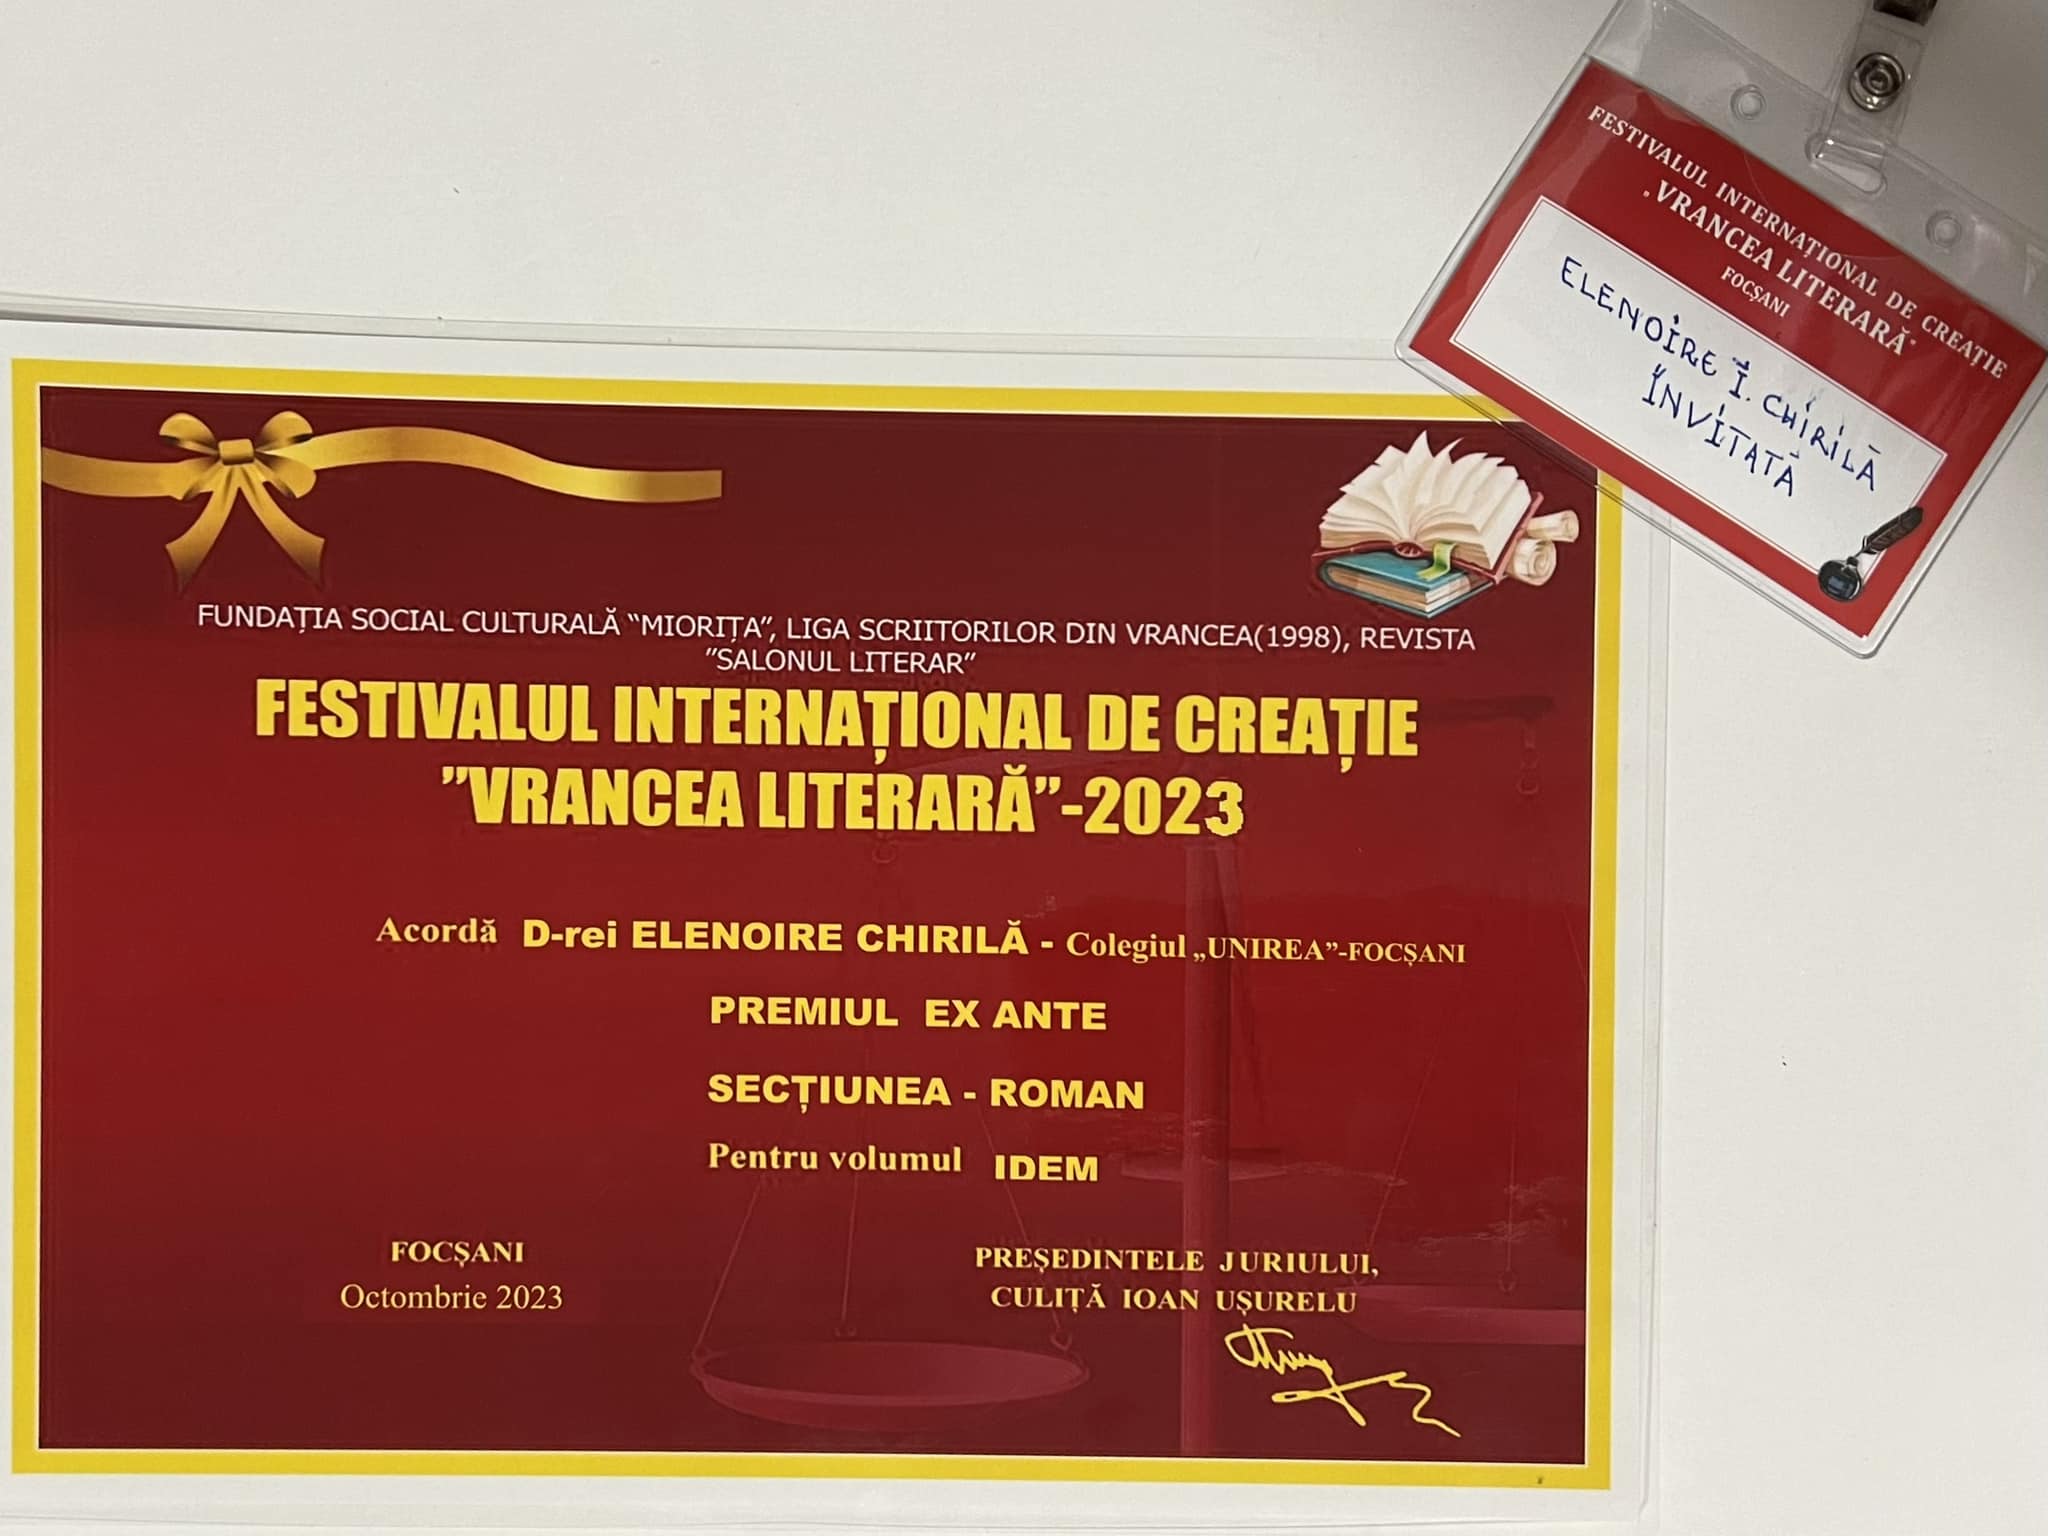 FESTIVALUL INTERNAȚIONAL DE CREAȚIE
„VRANCEA LITERARĂ"
FOCȘANI
ELENOIRE I. CHIRILĂ
INVITATĂ
FUNDAȚIA SOCIAL CULTURALĂ “MIORIȚA”, LIGA SCRIITORILOR DIN VRANCEA(1998), REVISTA
”SALONUL LITERAR”
FESTIVALUL INTERNAȚIONAL DE CREAȚIE
”VRANCEA LITERARĂ”-2023
Acordă D-rei ELENOIRE CHIRILĂ - Colegiul „UNIREA”-FOCȘANI
PREMIUL EX ANTE
SECȚIUNEA - ROMAN
Pentru volumul IDEM
FOCȘANI
Octombrie 2023
PREȘEDINTELE JURIULUI,
CULIȚĂ IOAN UȘURELU